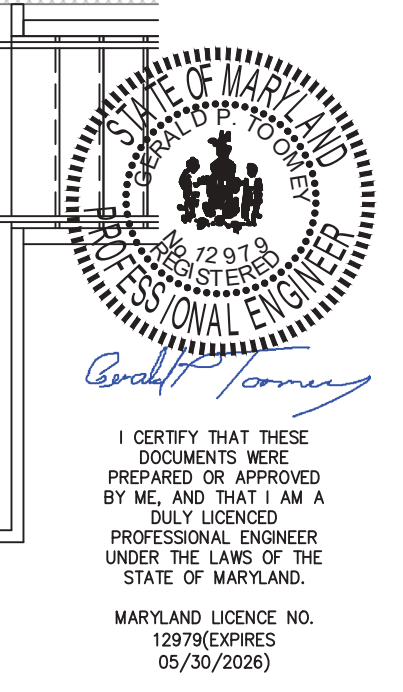 STATE OF MARYLAND
GERALD P. TOOMEY
No. 12979
REGISTERED
PROFESSIONAL ENGINEER
Gerald P Toomey
I CERTIFY THAT THESE
DOCUMENTS WERE
PREPARED OR APPROVED
BY ME, AND THAT I AM A
DULY LICENCED
PROFESSIONAL ENGINEER
UNDER THE LAWS OF THE
STATE OF MARYLAND.
MARYLAND LICENCE NO.
12979(EXPIRES
05/30/2026)